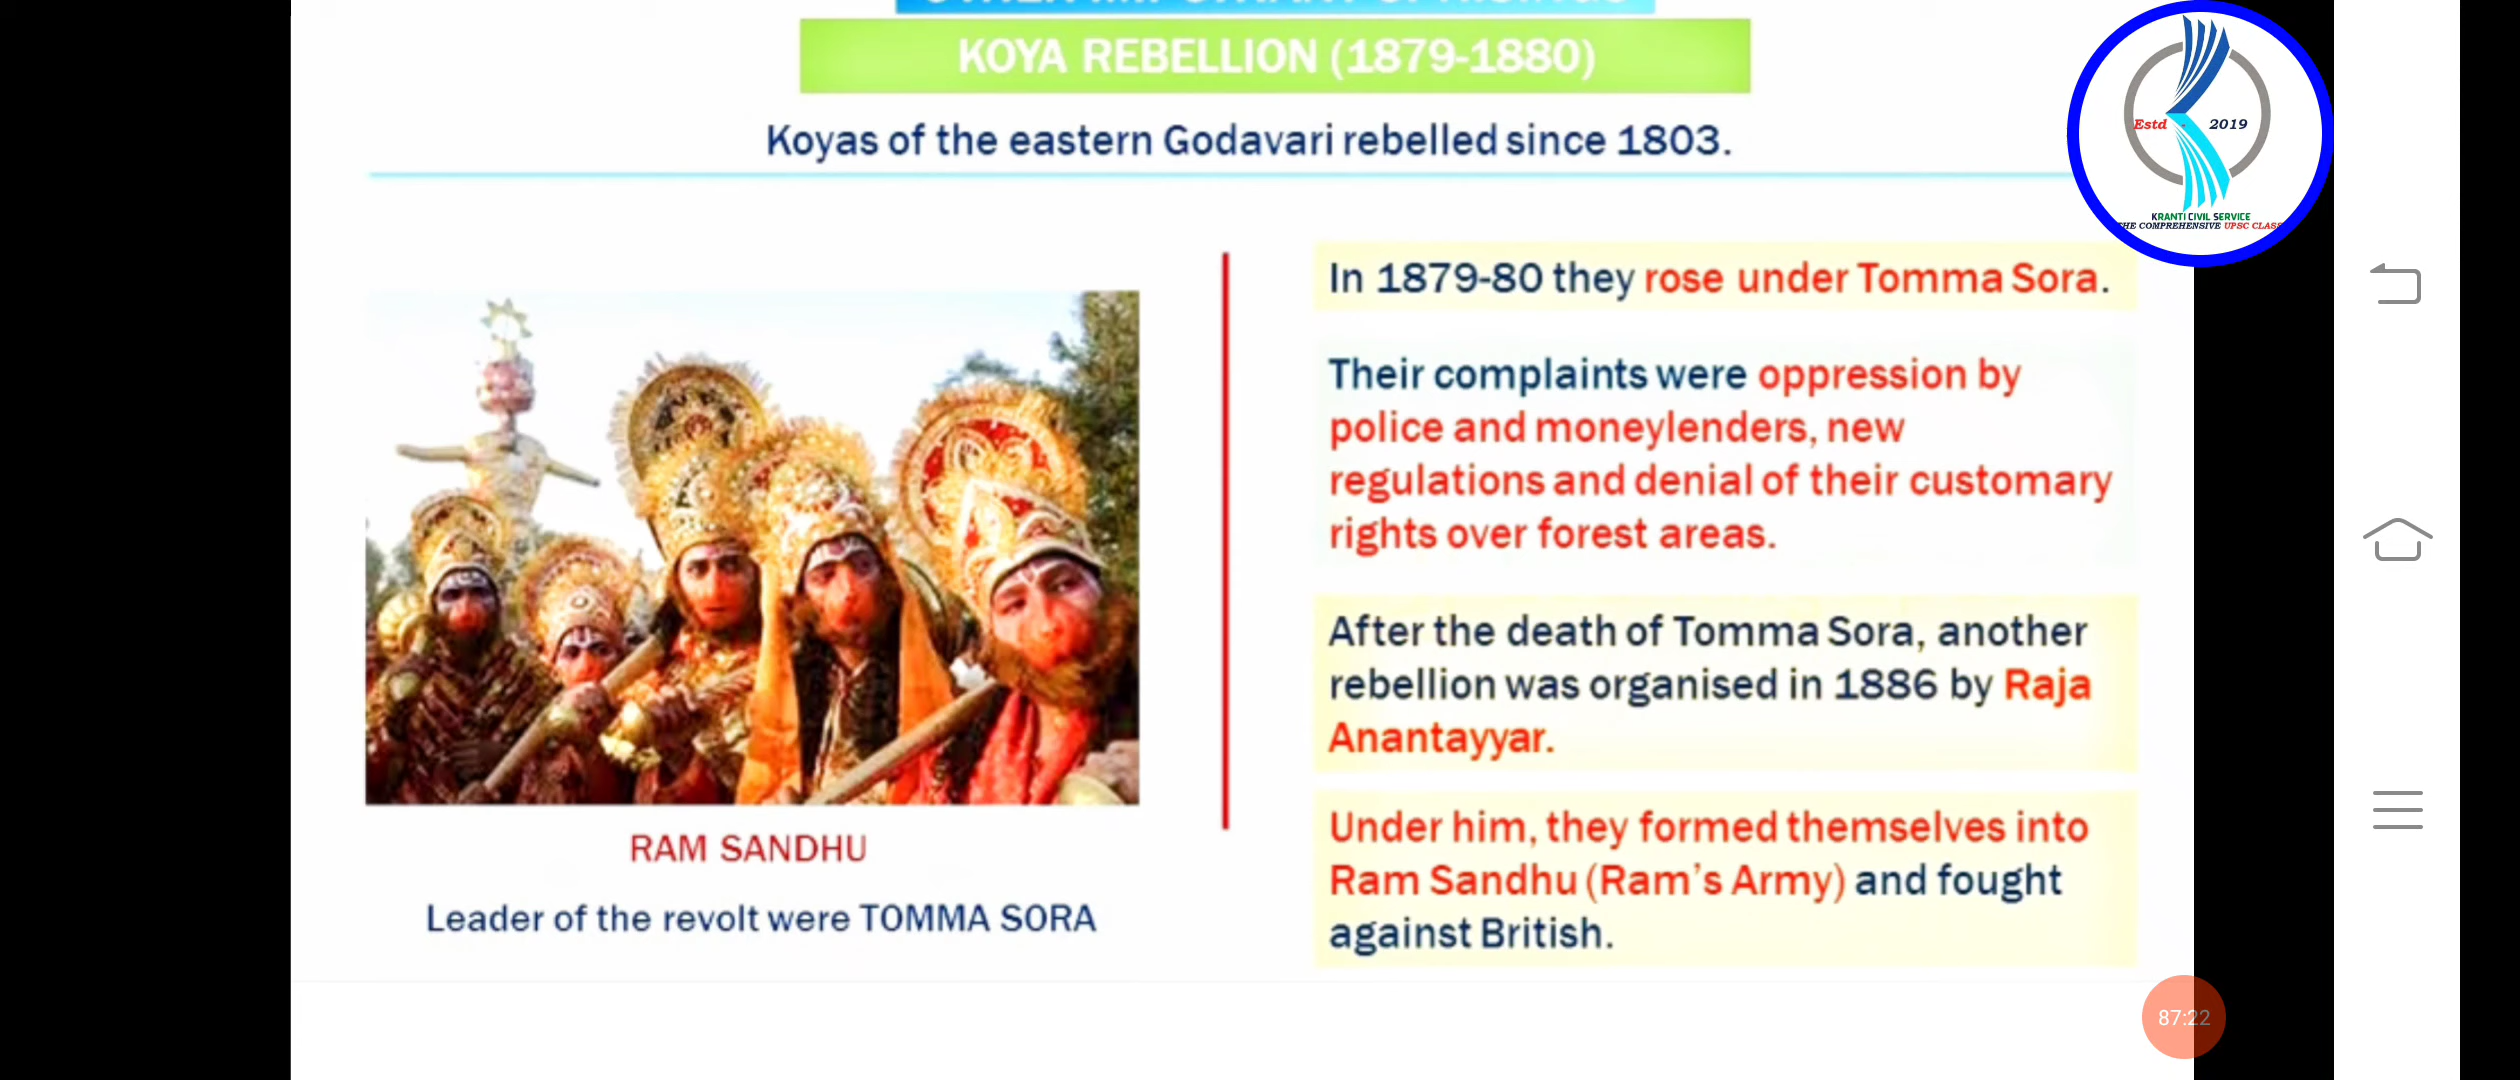 KOYA REBELLION (1879-1880)
Koyas of the eastern Godavari rebelled since 1803.
Estd 2019
KRANTI CIVIL SERVICE
THE COMPREHENSIVE UPSC CLASS
In 1879-80 they rose under Tomma Sora.
Their complaints were oppression by
police and moneylenders, new
regulations and denial of their customary
rights over forest areas.
After the death of Tomma Sora, another
rebellion was organised in 1886 by Raja
Anantayyar.
Under him, they formed themselves into
Ram Sandhu (Ram's Army) and fought
against British.
RAM SANDHU
Leader of the revolt were TOMMA SORA
87:22